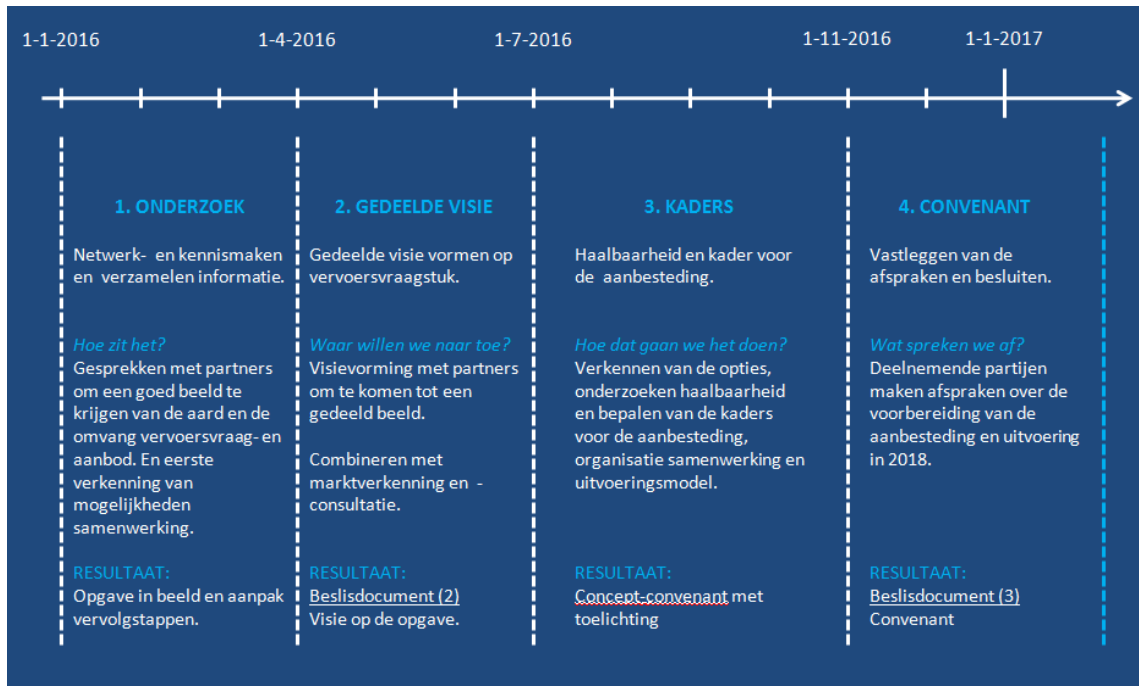 1-1-2016
1-4-2016
1-7-2016
1-11-2016
1-1-2017
1. ONDERZOEK
Netwerk- en kennismaken
en verzamelen informatie.
Hoe zit het?
Gesprekken met partners
om een goed beeld te
krijgen van de aard en de
omvang vervoersvraag- en
aanbod. En eerste
verkenning van
mogelijkheden
samenwerking.
RESULTAAT:
Opgave in beeld en aanpak
vervolgstappen.
2. GEDEELDE VISIE
Gedeelde visie vormen op
vervoersvraagstuk.
Waar willen we naar toe?
Visievorming met partners
om te komen tot een
gedeeld beeld.
Combineren met
marktverkenning en -
consultatie.
RESULTAAT:
Beslisdocument (2)
Visie op de opgave.
3. KADERS
Haalbaarheid en kader voor
de aanbesteding.
Hoe dat gaan we het doen?
Verkennen van de opties,
onderzoeken haalbaarheid
en bepalen van de kaders
voor de aanbesteding,
organisatie samenwerking en
uitvoeringsmodel.
RESULTAAT:
Concept-convenant met
toelichting
4. CONVENANT
Vastleggen van de
afspraken en besluiten.
Wat spreken we af?
Deelnemende partijen
maken afspraken over de
voorbereiding van de
aanbesteding en uitvoering
in 2018.
RESULTAAT:
Beslisdocument (3)
Convenant